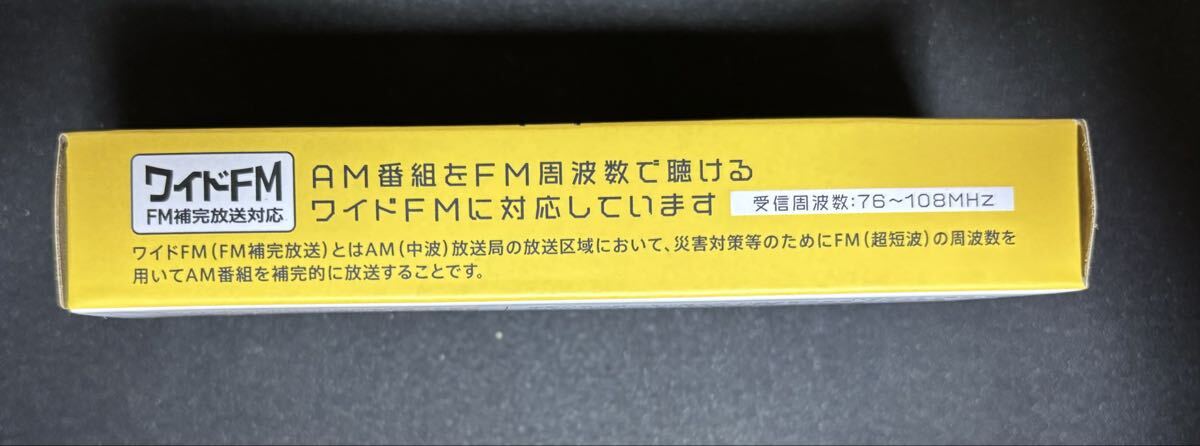 ワイドFM
FM補完放送対応
AM番組をFM周波数で聴ける
ワイドFMに対応しています
受信周波数:76～108MHz
ワイドFM(FM補完放送)とはAM(中波)放送局の放送区域において、災害対策等のためにFM(超短波)の周波数を
用いてAM番組を補完的に放送することです。